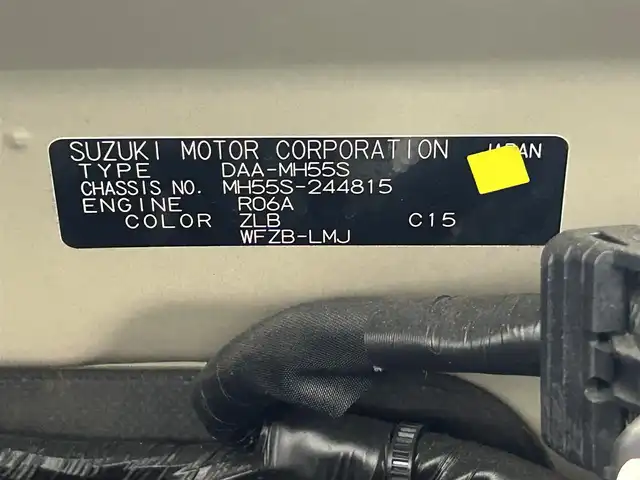 SUZUKI MOTOR CORPORATION JAPAN
TYPE DAA-MH55S
CHASSIS NO. MH55S-244815
ENGINE R06A
COLOR ZLB C15
WFZB-LMJ